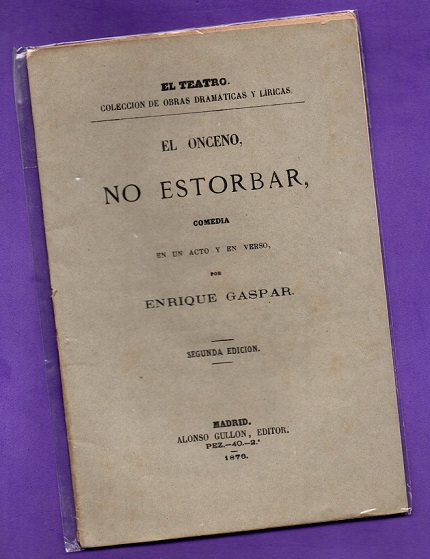 EL TEATRO.
COLECCION DE OBRAS DRAMÁTICAS Y LÍRICAS.
EL ONCENO,
NO ESTORBAR,
COMEDIA
EN UN ACTO Y EN VERSO,
POR
ENRIQUE GASPAR.
SEGUNDA EDICION.
MADRID.
ALONSO GULLON, EDITOR.
PEZ.—40.—2.º
1876.